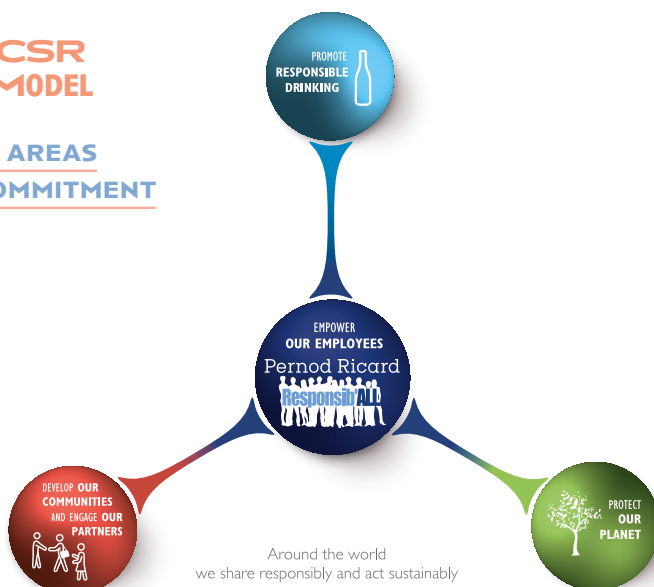 CSR
MODEL
AREAS
COMMITMENT
PROMOTE
RESPONSIBLE
DRINKING
EMPOWER
OUR EMPLOYEES
Pernod Ricard
Responsib'ALL
DEVELOP OUR
COMMUNITIES
AND ENGAGE OUR
PARTNERS
PROTECT
OUR
PLANET
Around the world
we share responsibly and act sustainably